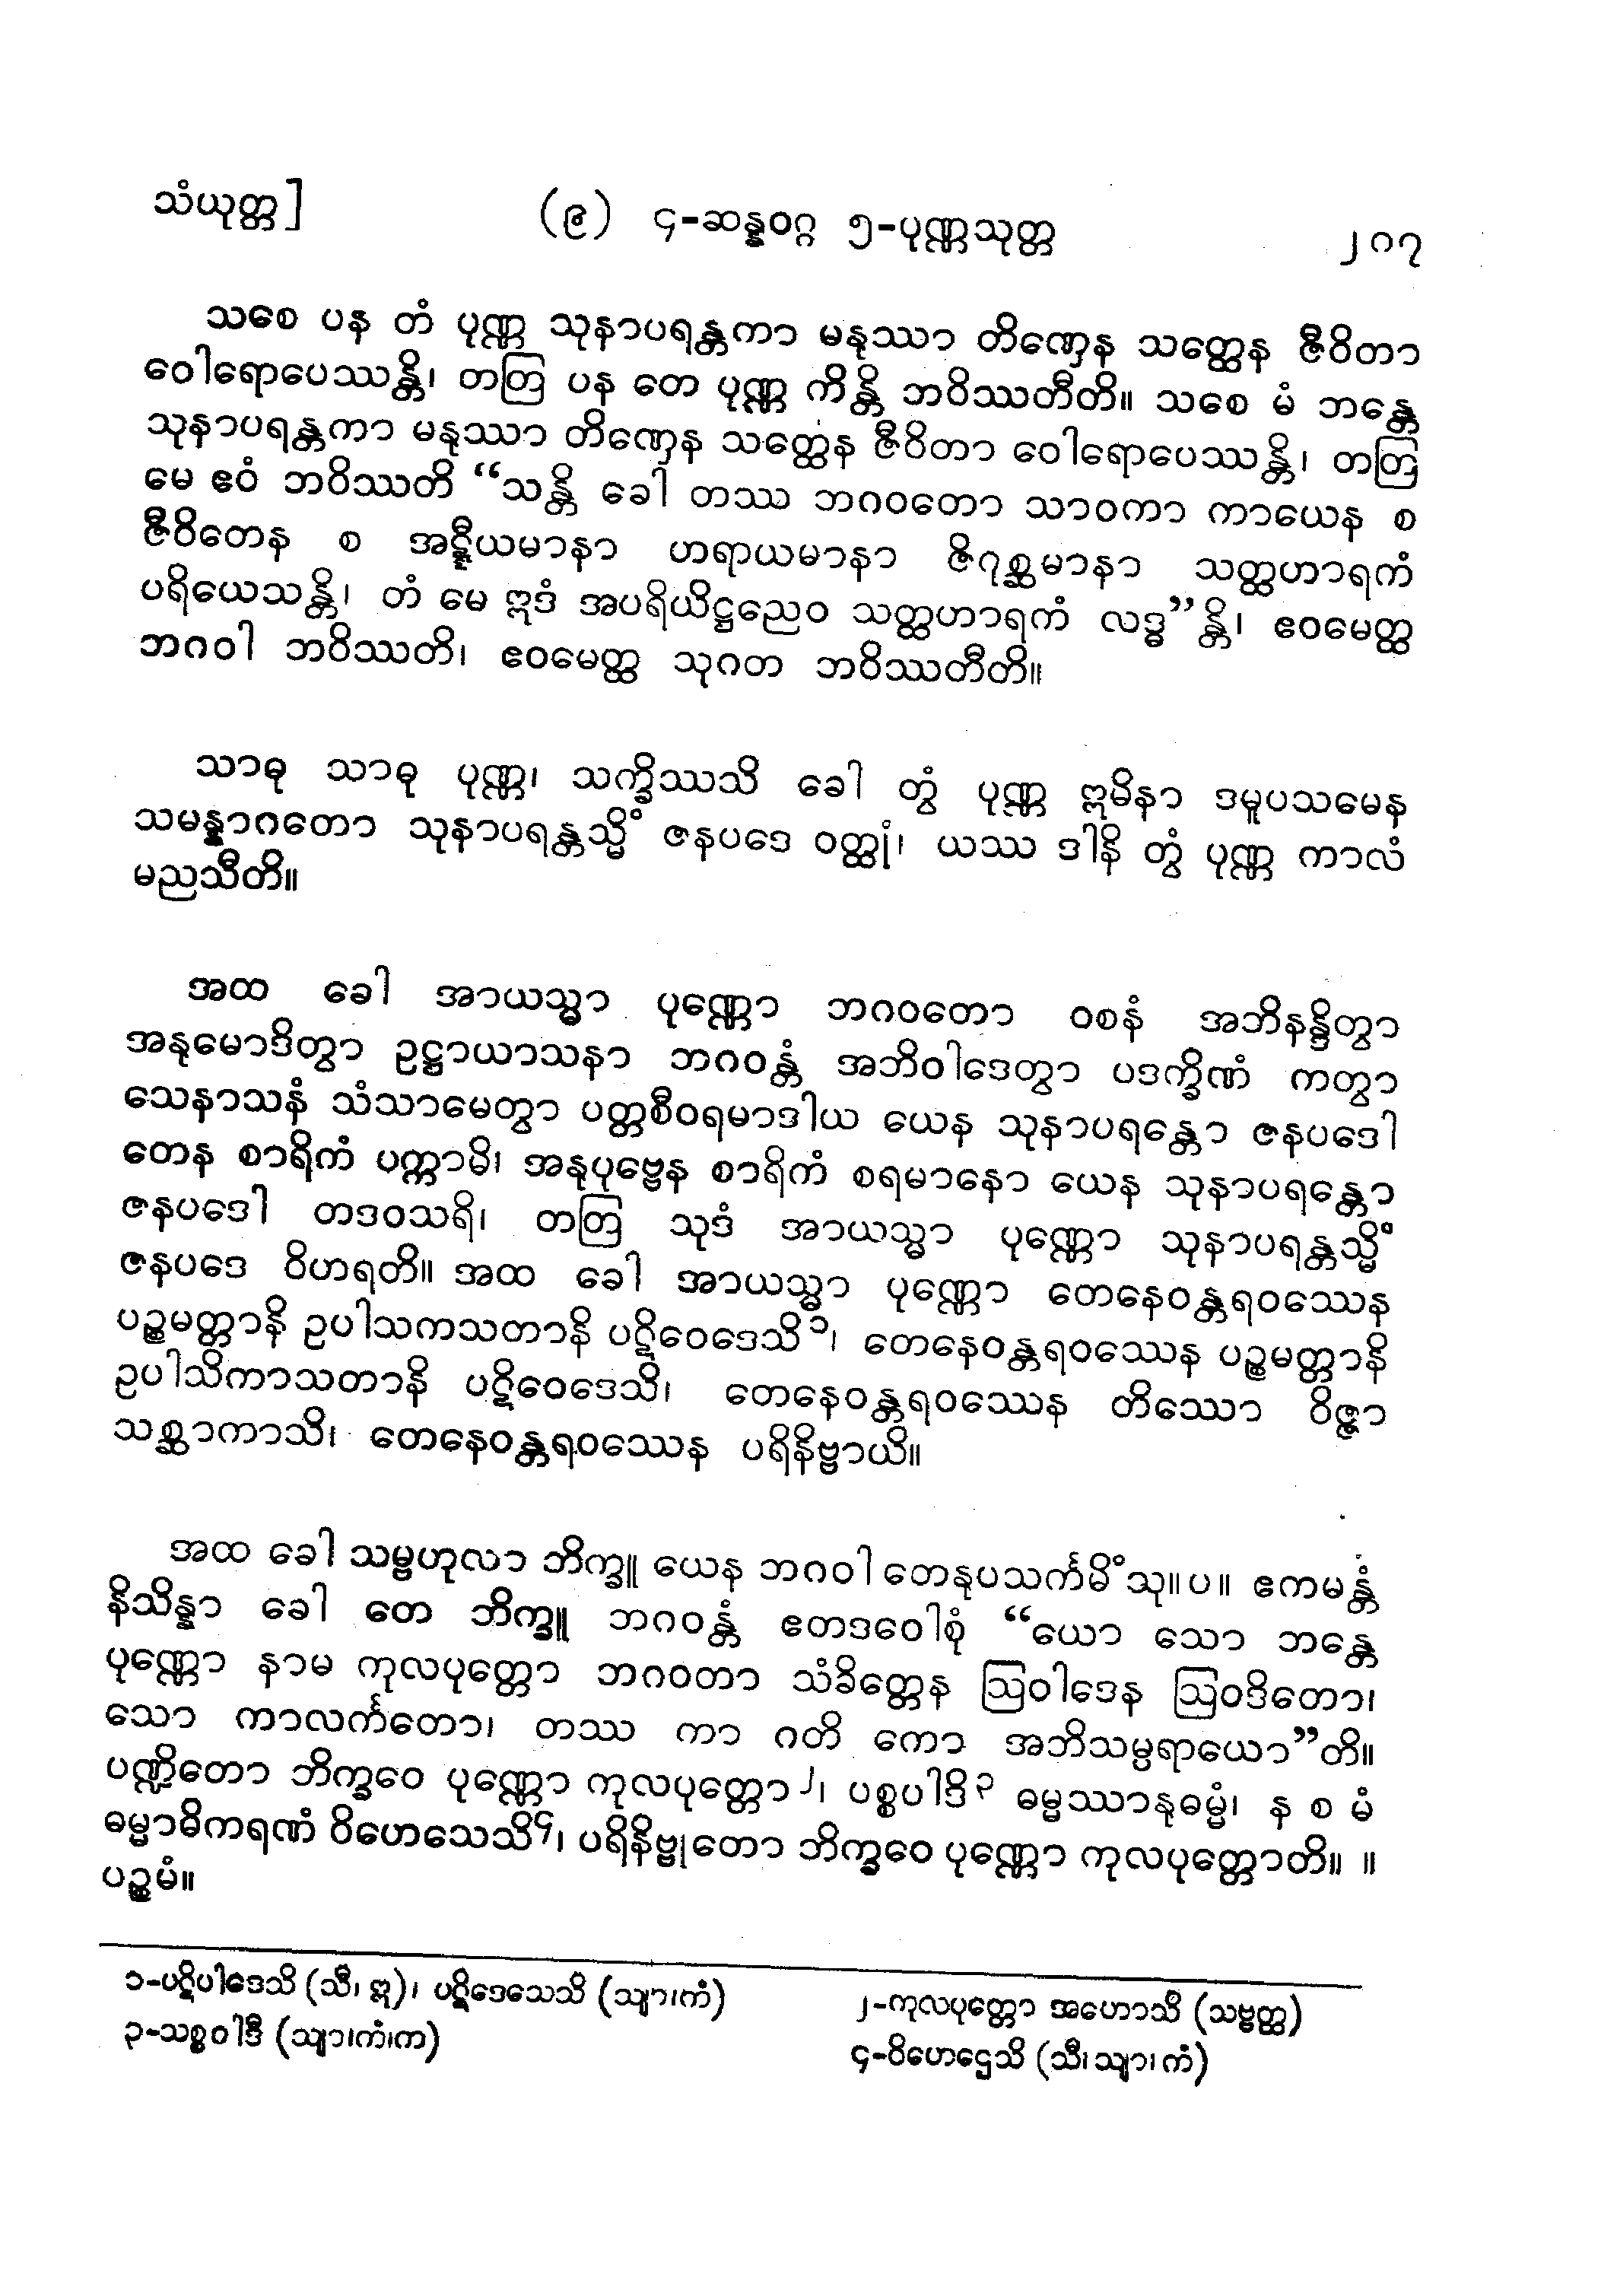 သံယုတ္တ] (၉) ၄-ဆန္နဝဂ္ဂ ၅-ပုဏ္ဏသုတ္တ ၂၀၇
သစေ ပန တံ ပုဏ္ဏ သုနာပရန္တကာ မနုဿာ တိဏှေန သတ္ထေန ဇီဝိတာ
ဝေါရောပေဿန္တိ၊ တတြ ပန တေ ပုဏ္ဏ ကိန္တိ ဘဝိဿတီတိ။ သစေ မံ ဘန္တေ
သုနာပရန္တကာ မနုဿာ တိဏှေန သတ္ထေန ဇီဝိတာ ဝေါရောပေဿန္တိ၊ တတြ
မေ ဧဝံ ဘဝိဿတိ “သန္တိ ခေါ တဿ ဘဂဝတော သာဝကာ ကာယေန စ
ဇီဝိတေန စ အဋ္ဋီယမာနာ ဟရာယမာနာ ဇိဂုစ္ဆမာနာ သတ္ထဟာရကံ
ပရိယေသန္တိ၊ တံ မေ ဣဒံ အပရိယိဋ္ဌညေဝ သတ္ထဟာရကံ လဒ္ဓ”န္တိ၊ ဧဝမေတ္ထ
ဘဂဝါ ဘဝိဿတိ၊ ဧဝမေတ္ထ သုဂတ ဘဝိဿတီတိ။
သာဓု သာဓု ပုဏ္ဏ၊ သက္ခိဿသိ ခေါ တွံ ပုဏ္ဏ ဣမိနာ ဒမူပသမေန
သမန္နာဂတော သုနာပရန္တသ္မိံ ဇနပဒေ ဝတ္ထုံ၊ ယဿ ဒါနိ တွံ ပုဏ္ဏ ကာလံ
မညသီတိ။
အထ ခေါ အာယသ္မာ ပုဏ္ဏော ဘဂဝတော ဝစနံ အဘိနန္ဒိတွာ
အနုမောဒိတွာ ဥဋ္ဌာယာသနာ ဘဂဝန္တံ အဘိဝါဒေတွာ ပဒက္ခိဏံ ကတွာ
သေနာသနံ သံသာမေတွာ ပတ္တစီဝရမာဒါယ ယေန သုနာပရန္တော ဇနပဒေါ
တေန စာရိကံ ပက္ကာမိ၊ အနုပုဗ္ဗေန စာရိကံ စရမာနော ယေန သုနာပရန္တော
ဇနပဒေါ တဒဝသရိ၊ တတြ သုဒံ အာယသ္မာ ပုဏ္ဏော သုနာပရန္တသ္မိံ
ဇနပဒေ ဝိဟရတိ။ အထ ခေါ အာယသ္မာ ပုဏ္ဏော တေနေဝန္တရဝဿေန
ပဉ္စမတ္တာနိ ဥပါသကသတာနိ ပဋိဝေဒေသိ၁၊ တေနေဝန္တရဝဿေန ပဉ္စမတ္တာနိ
ဥပါသိကာသတာနိ ပဋိဝေဒေသိ၊ တေနေဝန္တရဝဿေန တိဿော ဝိဇ္ဇာ
သစ္ဆာကာသိ၊ တေနေဝန္တရဝဿေန ပရိနိဗ္ဗာယိ။
အထ ခေါ သမ္ဗဟုလာ ဘိက္ခူ ယေန ဘဂဝါ တေနုပသင်္ကမိံသု။ ပ။ ဧကမန္တံ
နိသိန္နာ ခေါ တေ ဘိက္ခူ ဘဂဝန္တံ ဧတဒဝေါစုံ “ယော သော ဘန္တေ
ပုဏ္ဏော နာမ ကုလပုတ္တော ဘဂဝတာ သံခိတ္တေန ဩဝါဒေန ဩဝဒိတော၊
သော ကာလင်္ကတော၊ တဿ ကာ ဂတိ ကော အဘိသမ္ပရာယော”တိ။
ပဏ္ဍိတော ဘိက္ခဝေ ပုဏ္ဏော ကုလပုတ္တော၂၊ ပစ္စပါဒိ၃ ဓမ္မဿာနုဓမ္မံ၊ န စ မံ
ဓမ္မာဓိကရဏံ ဝိဟေသေသိ၄၊ ပရိနိဗ္ဗုတော ဘိက္ခဝေ ပုဏ္ဏော ကုလပုတ္တောတိ။ ။
ပဉ္စမံ။
၁-ပဋိပါဒေသိ (သီ၊ ဣ)၊ ပဋိဒေသေသိ (သျာ၊ကံ) ၂-ကုလပုတ္တော အဟောသိ (သဗ္ဗတ္ထ)
၃-သစ္စဝါဒီ (သျာ၊ကံ၊က) ၄-ဝိဟေဌေသိ (သီ၊ သျာ၊ ကံ)